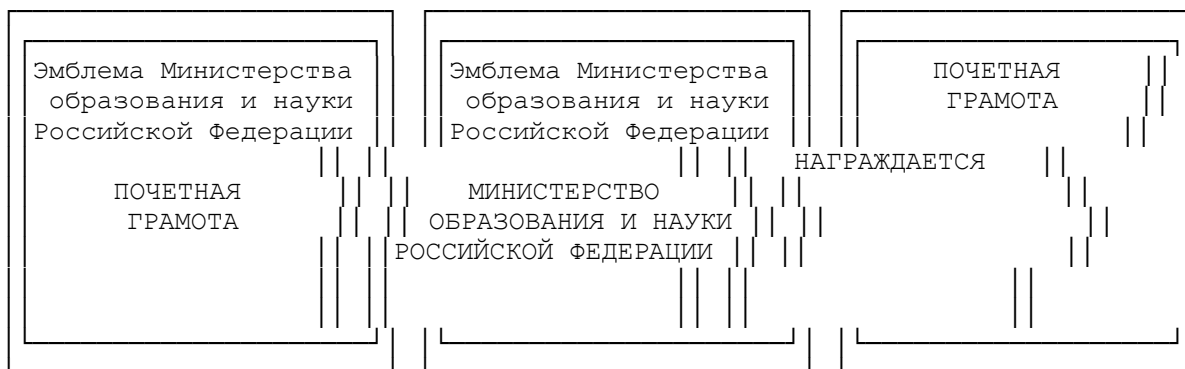 Эмблема Министерства Эмблема Министерства ПОЧЕТНАЯ
образования и науки образования и науки ГРАМОТА
Российской Федерации Российской Федерации
НАГРАЖДАЕТСЯ
ПОЧЕТНАЯ МИНИСТЕРСТВО
ГРАМОТА ОБРАЗОВАНИЯ И НАУКИ
РОССИЙСКОЙ ФЕДЕРАЦИИ